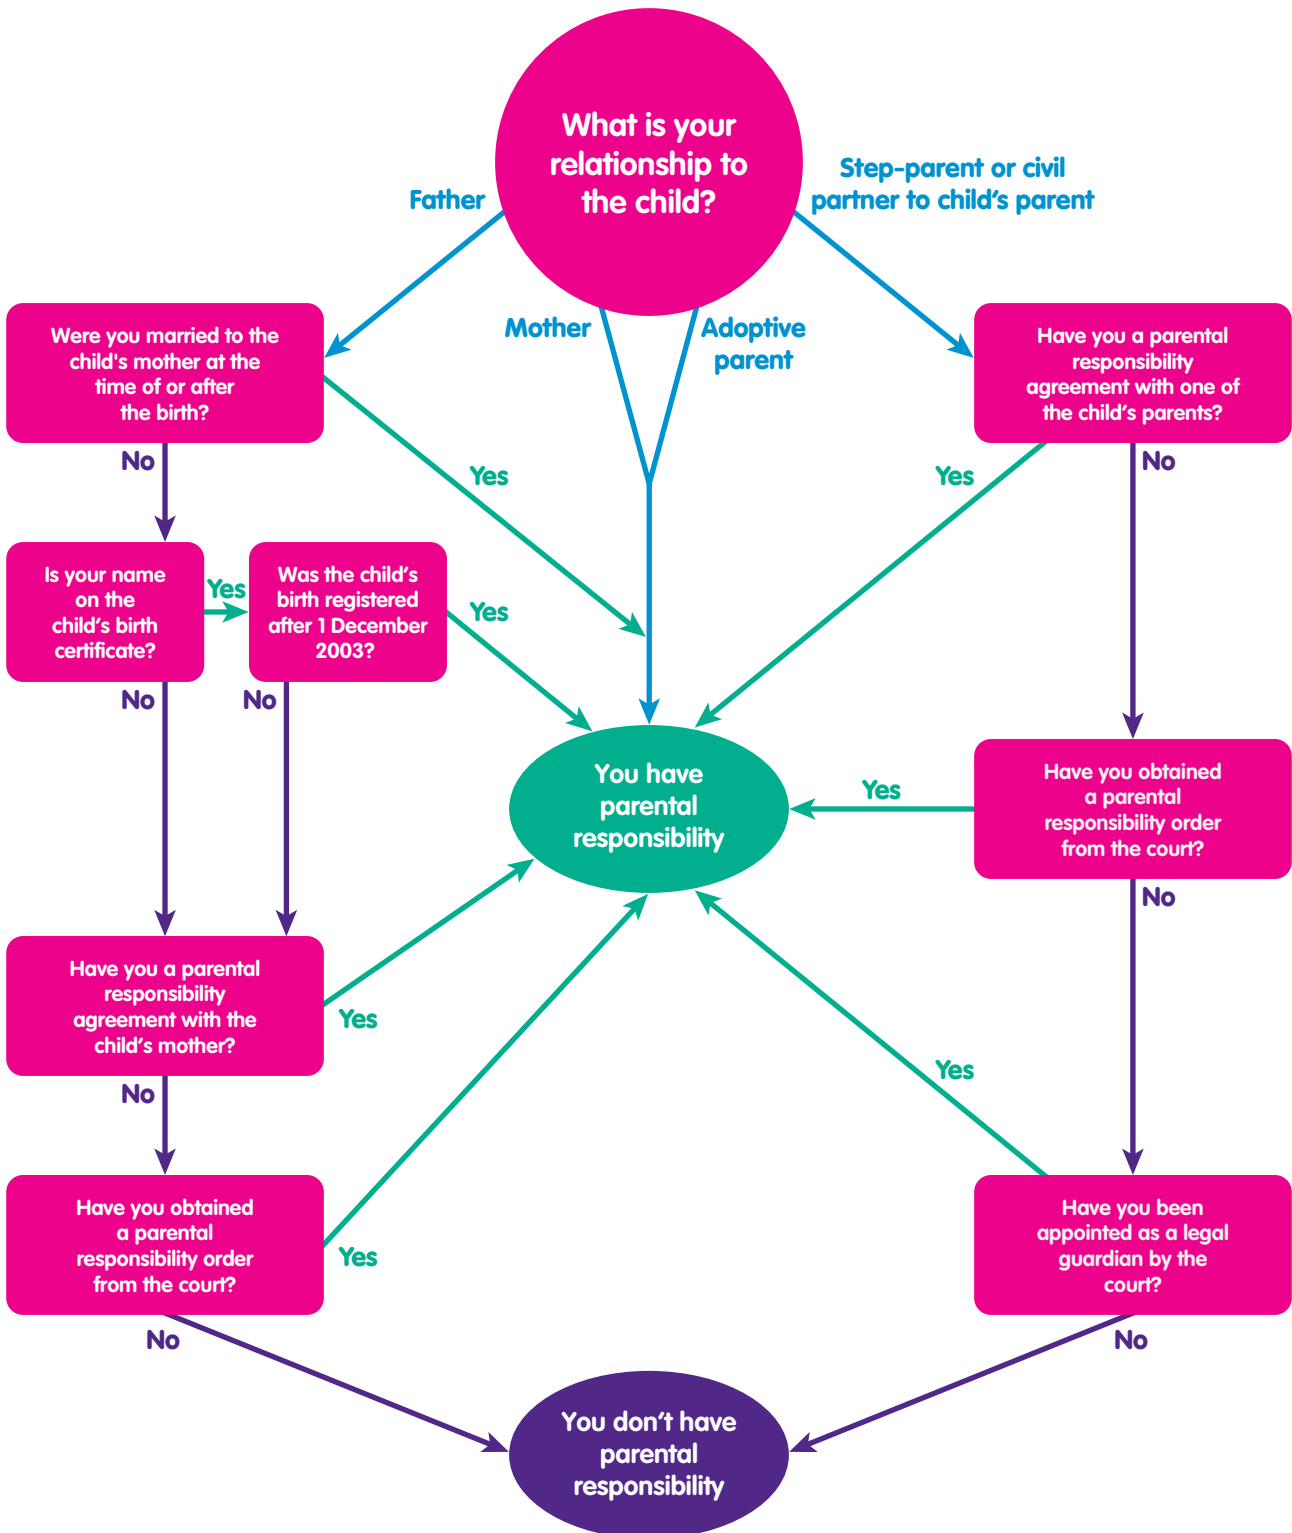 What is your
relationship to
the child?
Father
Step-parent or civil
partner to child's parent
Mother
Adoptive
parent
Were you married to the
child's mother at the
time of or after
the birth?
Have you a parental
responsibility
agreement with one of
the child's parents?
No
Yes
Yes
No
Is your name
on the
child's birth
certificate?
Yes
Was the child's
birth registered
after 1 December
2003?
Yes
No
No
You have
parental
responsibility
Yes
Have you obtained
a parental
responsibility order
from the court?
No
Have you a parental
responsibility
agreement with the
child's mother?
Yes
Yes
No
Have you obtained
a parental
responsibility order
from the court?
Yes
Have you been
appointed as a legal
guardian by the
court?
No
No
You don't have
parental
responsibility